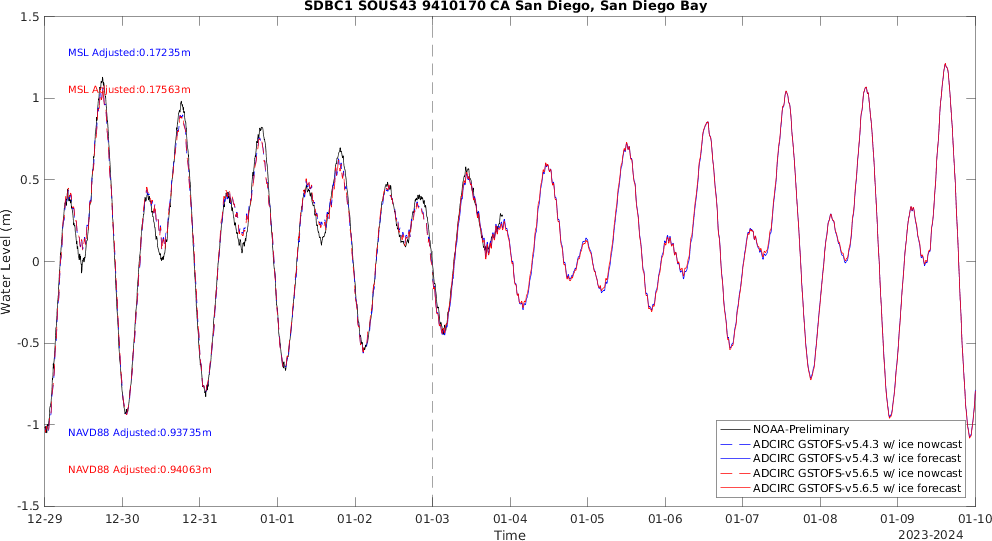 SDBC1 SOUS43 9410170 CA San Diego, San Diego Bay
1.5
MSL Adjusted:0.17235m
MSL Adjusted:0.17563m
1
0.5
Water Level (m)
0
-0.5
-1
NAVD88 Adjusted:0.93735m
NAVD88 Adjusted:0.94063m
-1.5
NOAA-Preliminary
ADCIRC GSTOFS-v5.4.3 w/ ice nowcast
ADCIRC GSTOFS-v5.4.3 w/ ice forecast
ADCIRC GSTOFS-v5.6.5 w/ ice nowcast
ADCIRC GSTOFS-v5.6.5 w/ ice forecast
12-29 12-30 12-31 01-01 01-02 01-03 01-04 01-05 01-06 01-07 01-08 01-09 01-10
Time
2023-2024